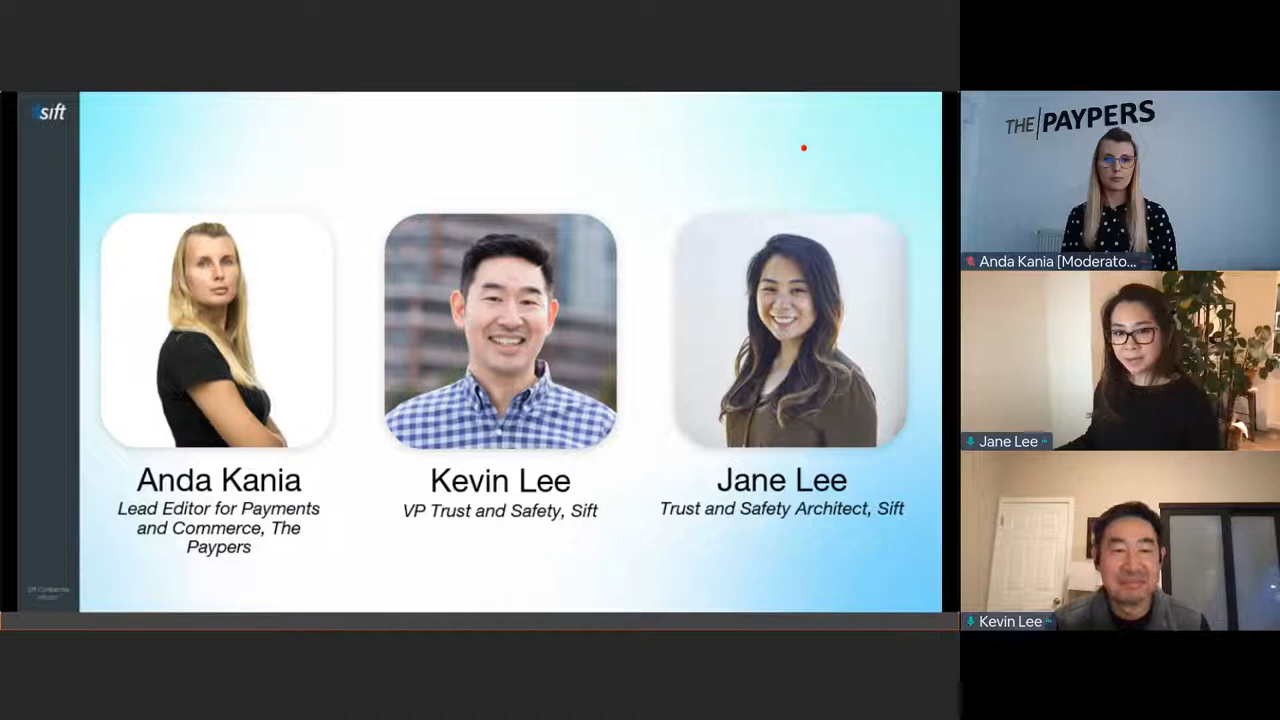 sift
Anda Kania
Lead Editor for Payments
and Commerce, The
Paypers
Kevin Lee
VP Trust and Safety, Sift
Jane Lee
Trust and Safety Architect, Sift
THE PAYPERS
Anda Kania [Moderato...
Jane Lee
Kevin Lee